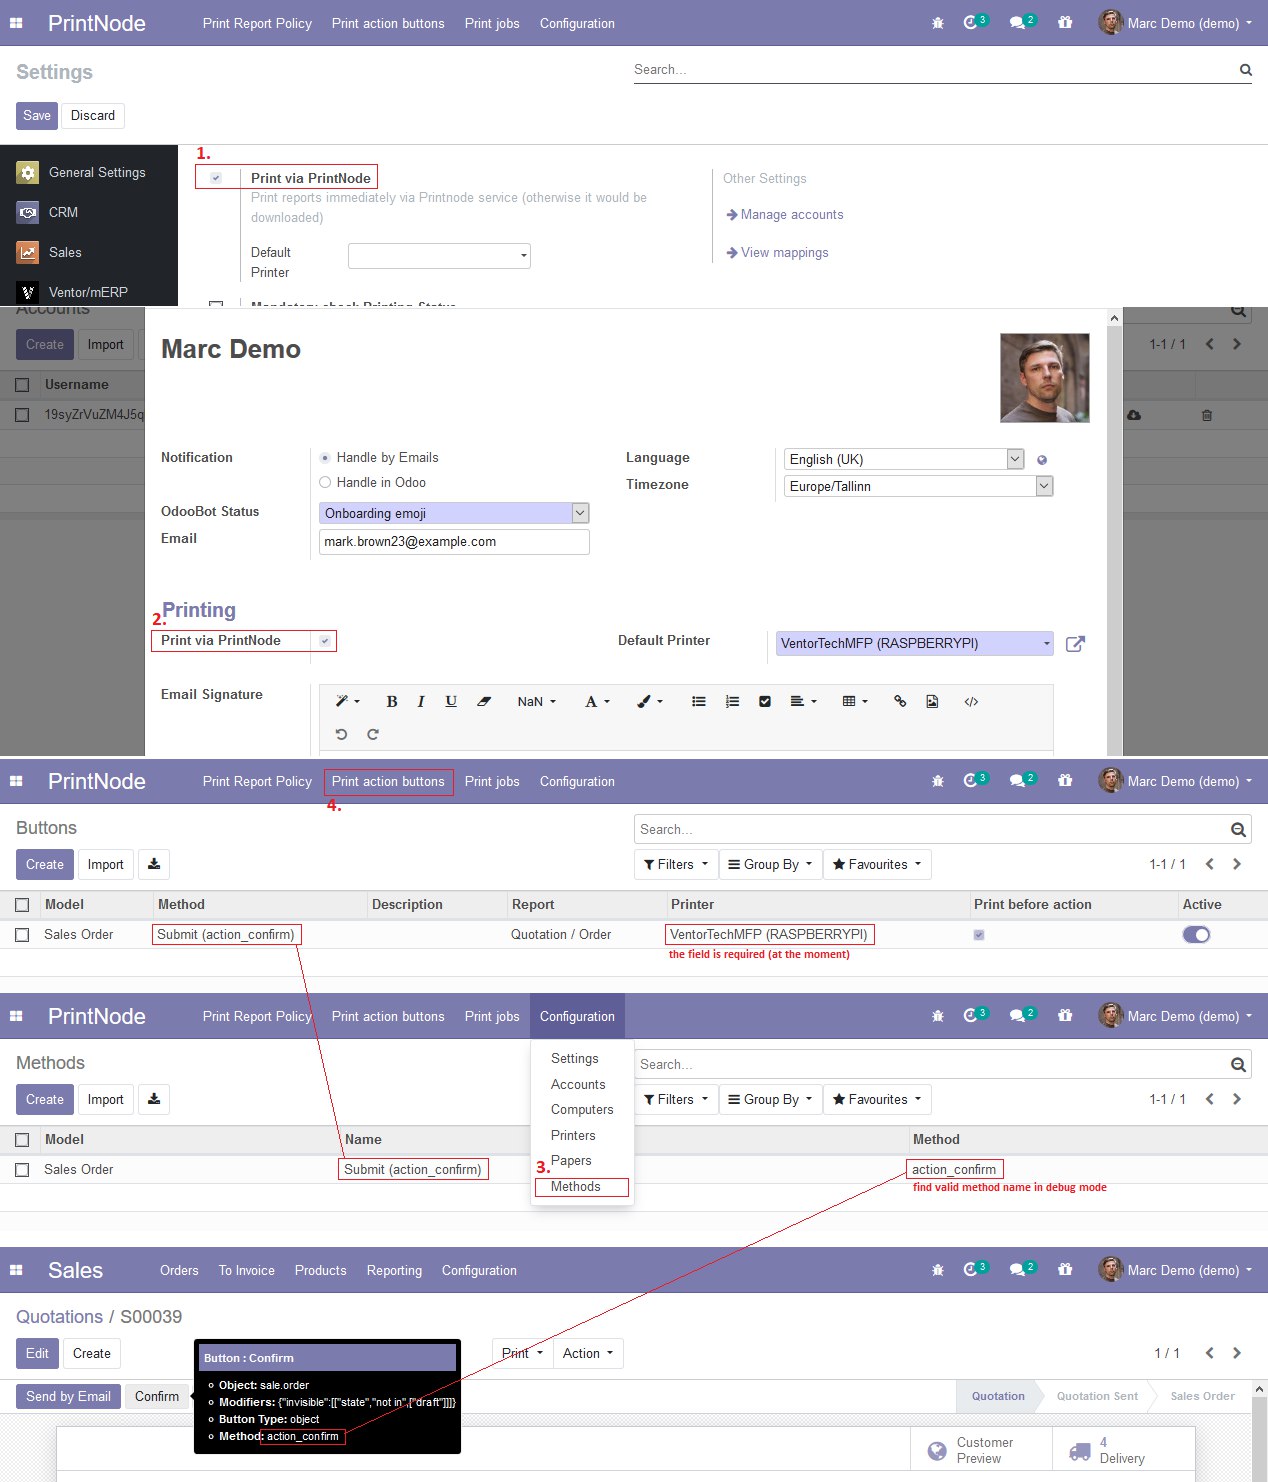 PrintNode Print Report Policy Print action buttons Print jobs Configuration 3 2 Marc Demo (demo)
Settings Search...
Save Discard
1.
General Settings
CRM
Sales
Ventor/mERP
Print via PrintNode
Print reports immediately via Printnode service (otherwise it would be
downloaded)
Default
Printer
Mandatory check Printing Status
Other Settings
Manage accounts
View mappings
Accounts
Create Import 1-1 / 1
Username
19syZrVuZM4J5q
Marc Demo
Notification Handle by Emails
Handle in Odoo
OdooBot Status Onboarding emoji
Email mark.brown23@example.com
Language English (UK)
Timezone Europe/Tallinn
2. Printing
Print via PrintNode Default Printer VentorTechMFP (RASPBERRYPI)
Email Signature B I U NaN A
PrintNode Print Report Policy Print action buttons Print jobs Configuration 3 2 Marc Demo (demo)
4.
Buttons Search...
Create Import Filters Group By Favourites 1-1 / 1
Model Method Description Report Printer Print before action Active
Sales Order Submit (action_confirm) Quotation / Order VentorTechMFP (RASPBERRYPI)
the field is required (at the moment)
PrintNode Print Report Policy Print action buttons Print jobs Configuration 3 2 Marc Demo (demo)
Methods Search...
Create Import Filters Group By Favourites 1-1 / 1
Settings
Accounts
Computers
Printers
Papers
3.
Methods
Model Name Method
Sales Order Submit (action_confirm) action_confirm
find valid method name in debug mode
Sales Orders To Invoice Products Reporting Configuration 3 2 Marc Demo (demo)
Quotations / S00039
Edit Create Print Action 1 / 1
Send by Email Confirm Quotation Quotation Sent Sales Order
Button : Confirm
Object: sale.order
Modifiers: {"invisible":[["state","not in",["draft"]]]}
Button Type: object
Method: action_confirm
Customer
Preview
4
Delivery